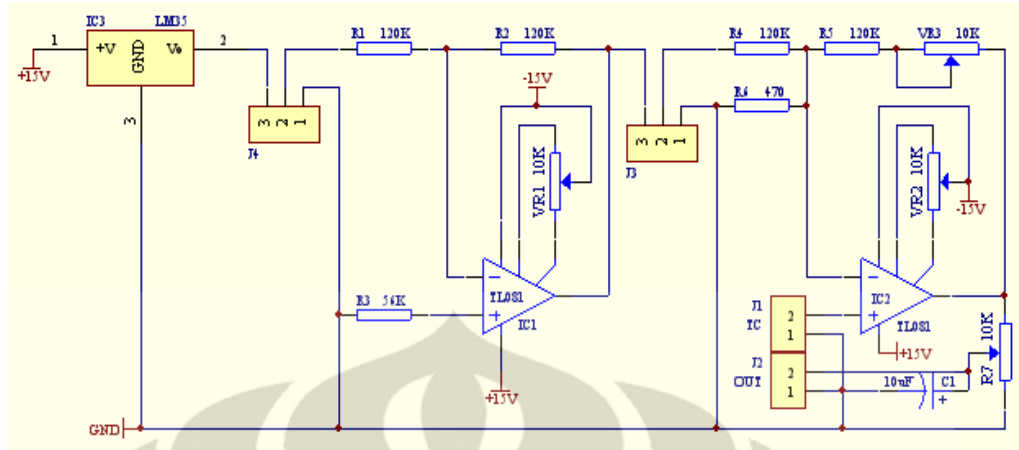 IC3 LM35
1 +V GND Vo 2
+15V
3
3 2 1
J4
R1 120K
R2 120K
-15V
VR1 10K
R3 56K
TL081
IC1
+15V
GND
3 2 1
J3
R4 120K
R5 120K
VR3 10K
R6 470
VR2 10K
-15V
IC2
TL081
+15V
J1
TC
2
1
J2
OUT
2
1
10uF
C1
+
R7 10K